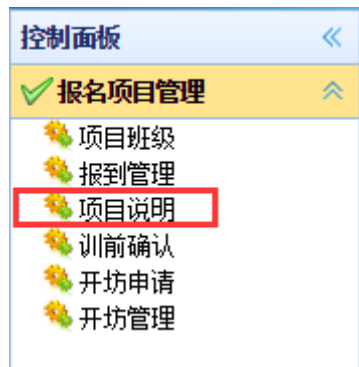 控制面板
报名项目管理
项目班级
报到管理
项目说明
训前确认
开坊申请
开坊管理